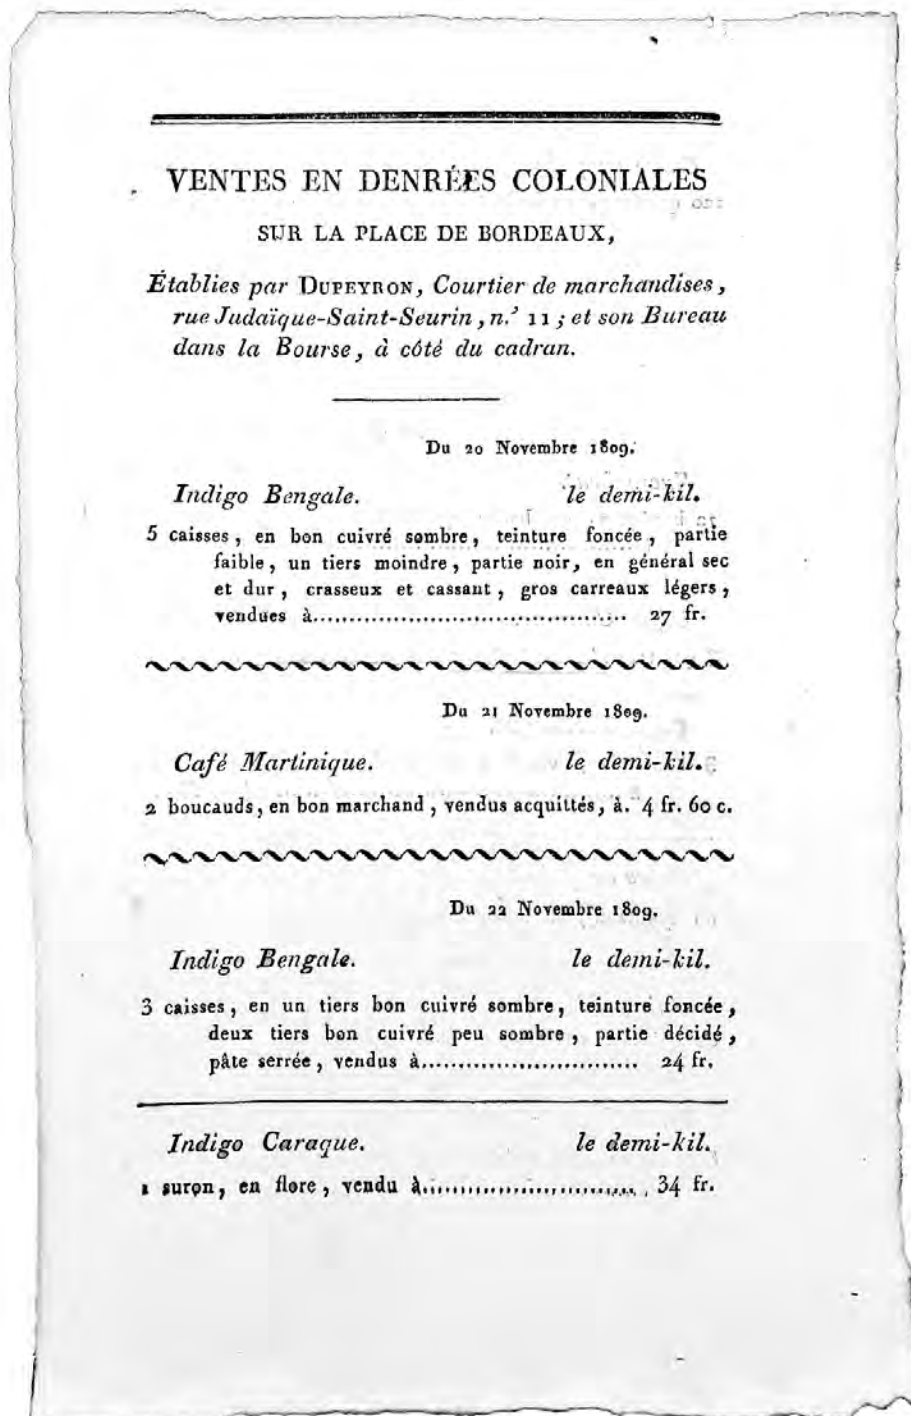 VENTES EN DENRÉES COLONIALES
SUR LA PLACE DE BORDEAUX,
Établies par DUPEYRON, Courtier de marchandises,
rue Judaïque-Saint-Seurin, n.º 11; et son Bureau
dans la Bourse, à côté du cadran.
Du 20 Novembre 1809.
Indigo Bengale. le demi-kil.
5 caisses, en bon cuivré sombre, teinture foncée, partie
faible, un tiers moindre, partie noir, en général sec
et dur, crasseux et cassant, gros carreaux légers,
vendues à........................................ 27 fr.
Du 21 Novembre 1809.
Café Martinique. le demi-kil.
2 boucauds, en bon marchand, vendus acquittés, à. 4 fr. 60 c.
Du 22 Novembre 1809.
Indigo Bengale. le demi-kil.
3 caisses, en un tiers bon cuivré sombre, teinture foncée,
deux tiers bon cuivré peu sombre, partie décidé,
pâte serrée, vendus à............................ 24 fr.
Indigo Caraque. le demi-kil.
1 suron, en flore, vendu à............................ 34 fr.